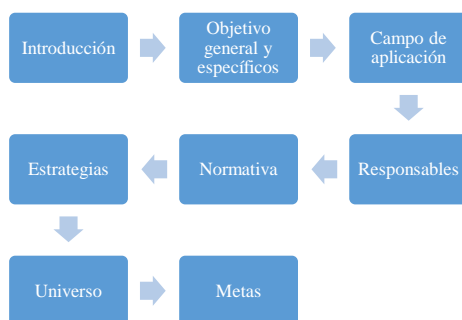 Introducción
Objetivo
general y
específicos
Campo de
aplicación
Responsables
Normativa
Estrategias
Universo
Metas